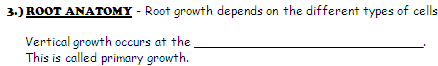 3.) ROOT ANATOMY - Root growth depends on the different types of cells
Vertical growth occurs at the ______________________________________.
This is called primary growth.